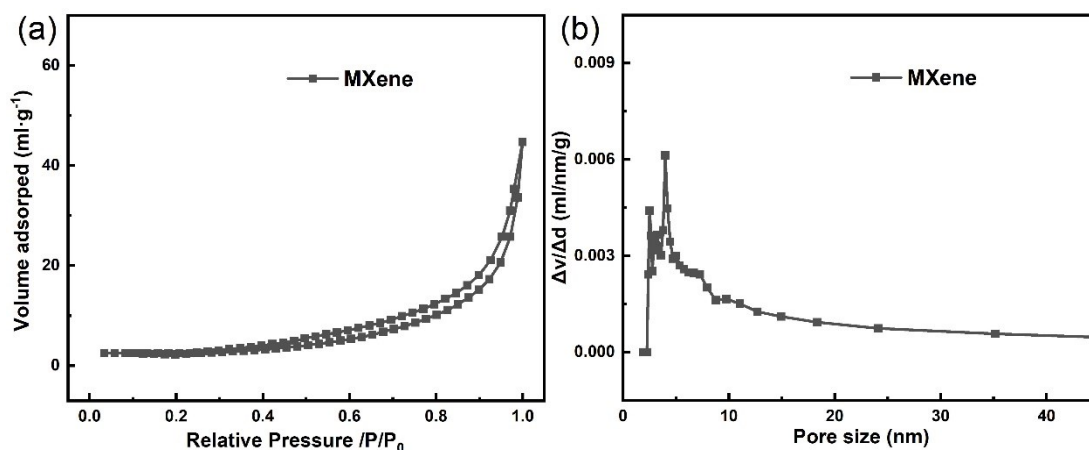 (a)
MXene
Volume adsorped (ml·g⁻¹)
60
40
20
0
0.0 0.2 0.4 0.6 0.8 1.0
Relative Pressure /P/P₀
(b)
MXene
Δv/Δd (ml/nm/g)
0.009
0.006
0.003
0.000
0 10 20 30 40
Pore size (nm)